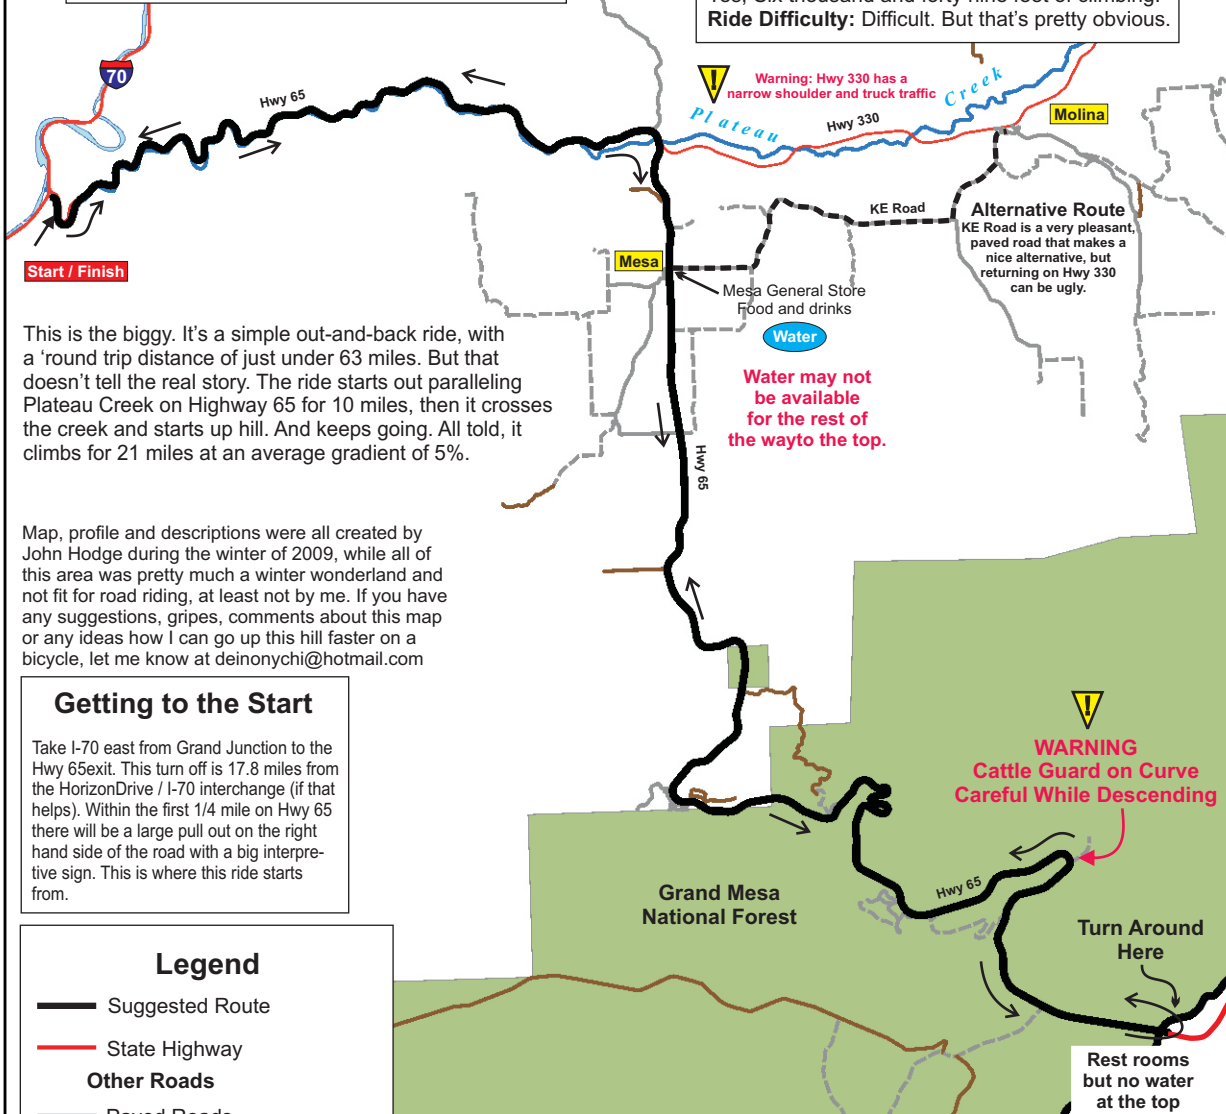 Yes, Six thousand and forty nine feet of climbing.
Ride Difficulty: Difficult. But that's pretty obvious.
70
Hwy 65
Warning: Hwy 330 has a
narrow shoulder and truck traffic
Plateau Creek
Hwy 330
Molina
KE Road
Alternative Route
KE Road is a very pleasant,
paved road that makes a
nice alternative, but
returning on Hwy 330
can be ugly.
Start / Finish
Mesa
Mesa General Store
Food and drinks
Water
Water may not
be available
for the rest of
the wayto the top.
This is the biggy. It's a simple out-and-back ride, with
a ‘round trip distance of just under 63 miles. But that
doesn't tell the real story. The ride starts out paralleling
Plateau Creek on Highway 65 for 10 miles, then it crosses
the creek and starts up hill. And keeps going. All told, it
climbs for 21 miles at an average gradient of 5%.
Hwy 65
Map, profile and descriptions were all created by
John Hodge during the winter of 2009, while all of
this area was pretty much a winter wonderland and
not fit for road riding, at least not by me. If you have
any suggestions, gripes, comments about this map
or any ideas how I can go up this hill faster on a
bicycle, let me know at deinonychi@hotmail.com
Getting to the Start
Take I-70 east from Grand Junction to the
Hwy 65exit. This turn off is 17.8 miles from
the HorizonDrive / I-70 interchange (if that
helps). Within the first 1/4 mile on Hwy 65
there will be a large pull out on the right
hand side of the road with a big interpre-
tive sign. This is where this ride starts
from.
!
!
WARNING
Cattle Guard on Curve
Careful While Descending
Hwy 65
Grand Mesa
National Forest
Turn Around
Here
Rest rooms
but no water
at the top
Legend
Suggested Route
State Highway
Other Roads
Paved Roads